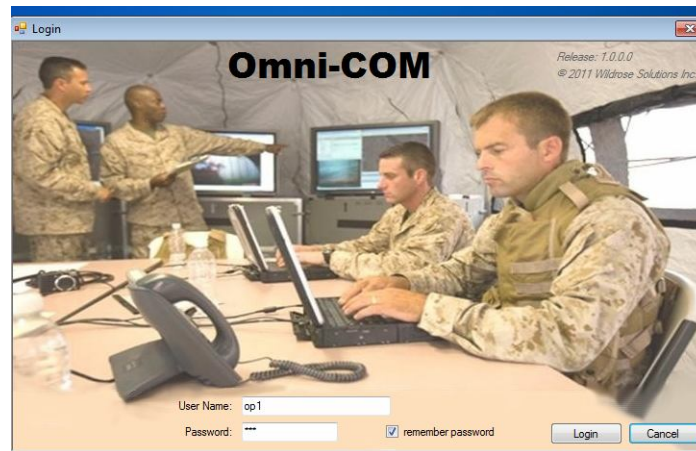 Login
Omni-COM
Release: 1.0.0.0
© 2011 Wildrose Solutions Inc.
User Name: op1
Password: ***
remember password
Login Cancel